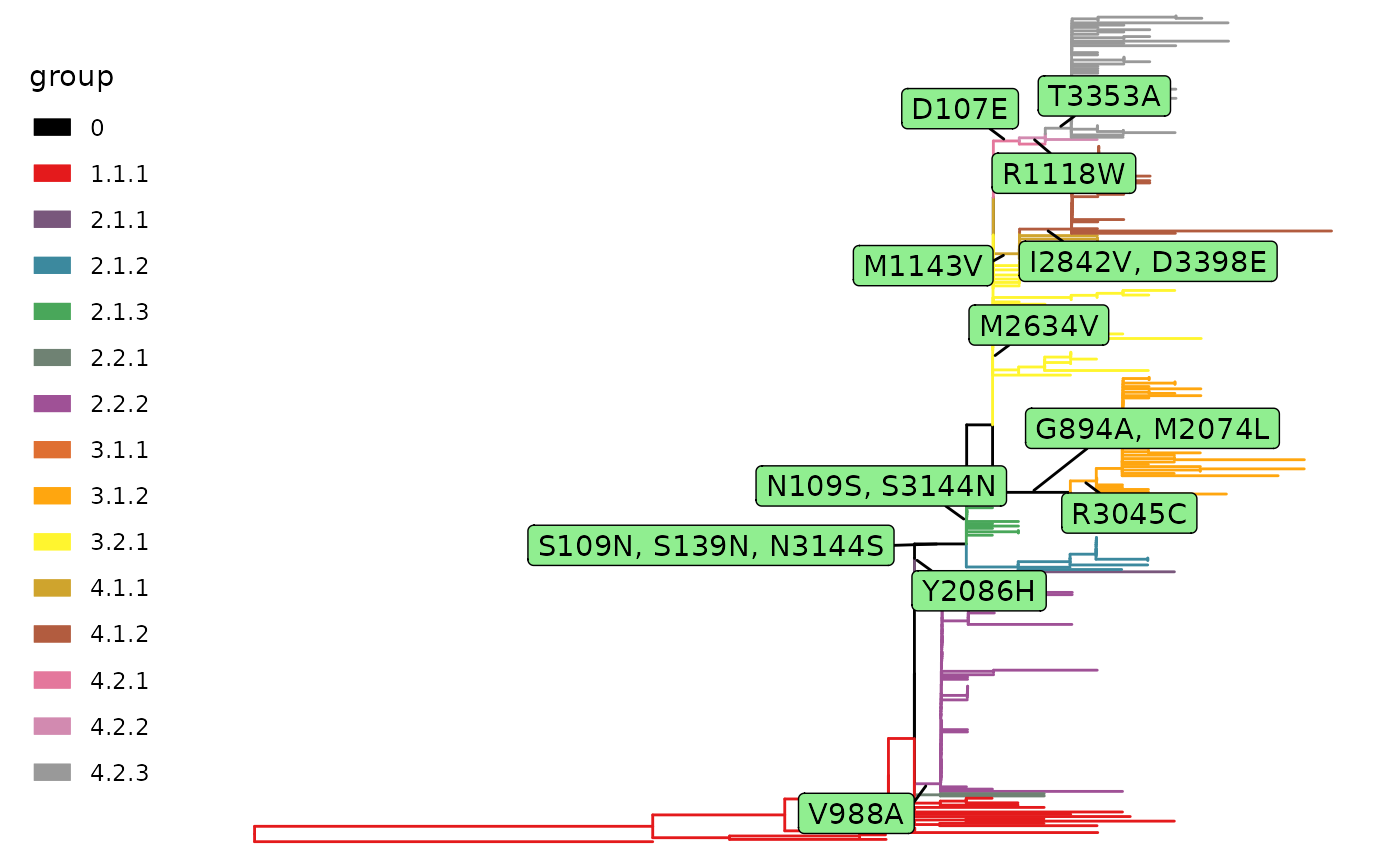 group
0
1.1.1
2.1.1
2.1.2
2.1.3
2.2.1
2.2.2
3.1.1
3.1.2
3.2.1
4.1.1
4.1.2
4.2.1
4.2.2
4.2.3
T3353A
D107E
R1118W
M1143V
I2842V, D3398E
M2634V
G894A, M2074L
N109S, S3144N
R3045C
S109N, S139N, N3144S
Y2086H
V988A